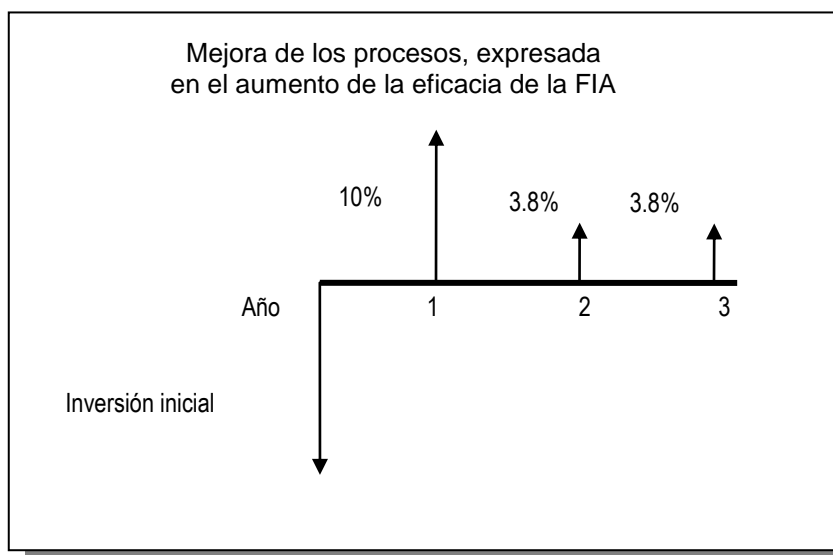 Mejora de los procesos, expresada
en el aumento de la eficacia de la FIA
10%
3.8%
3.8%
Año
1
2
3
Inversión inicial